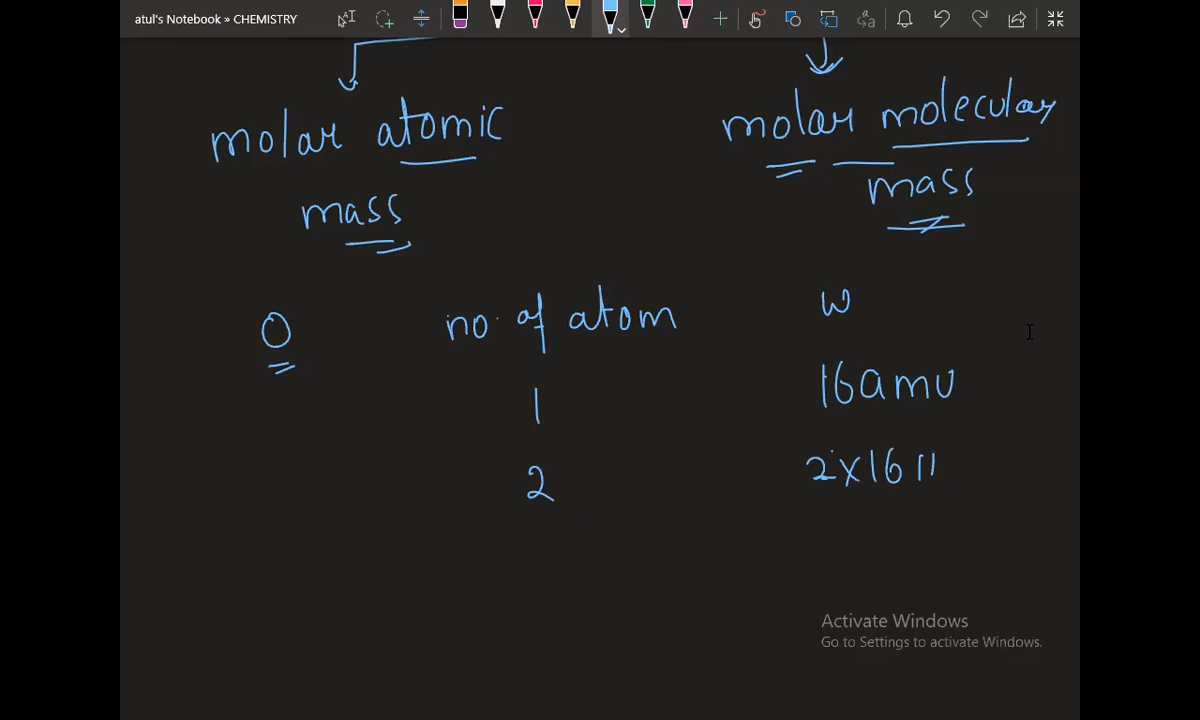 atul's Notebook » CHEMISTRY
molar atomic
mass
molar molecular
mass
O no. of atom w
1 16amu
2 2x16 "
Activate Windows
Go to Settings to activate Windows.